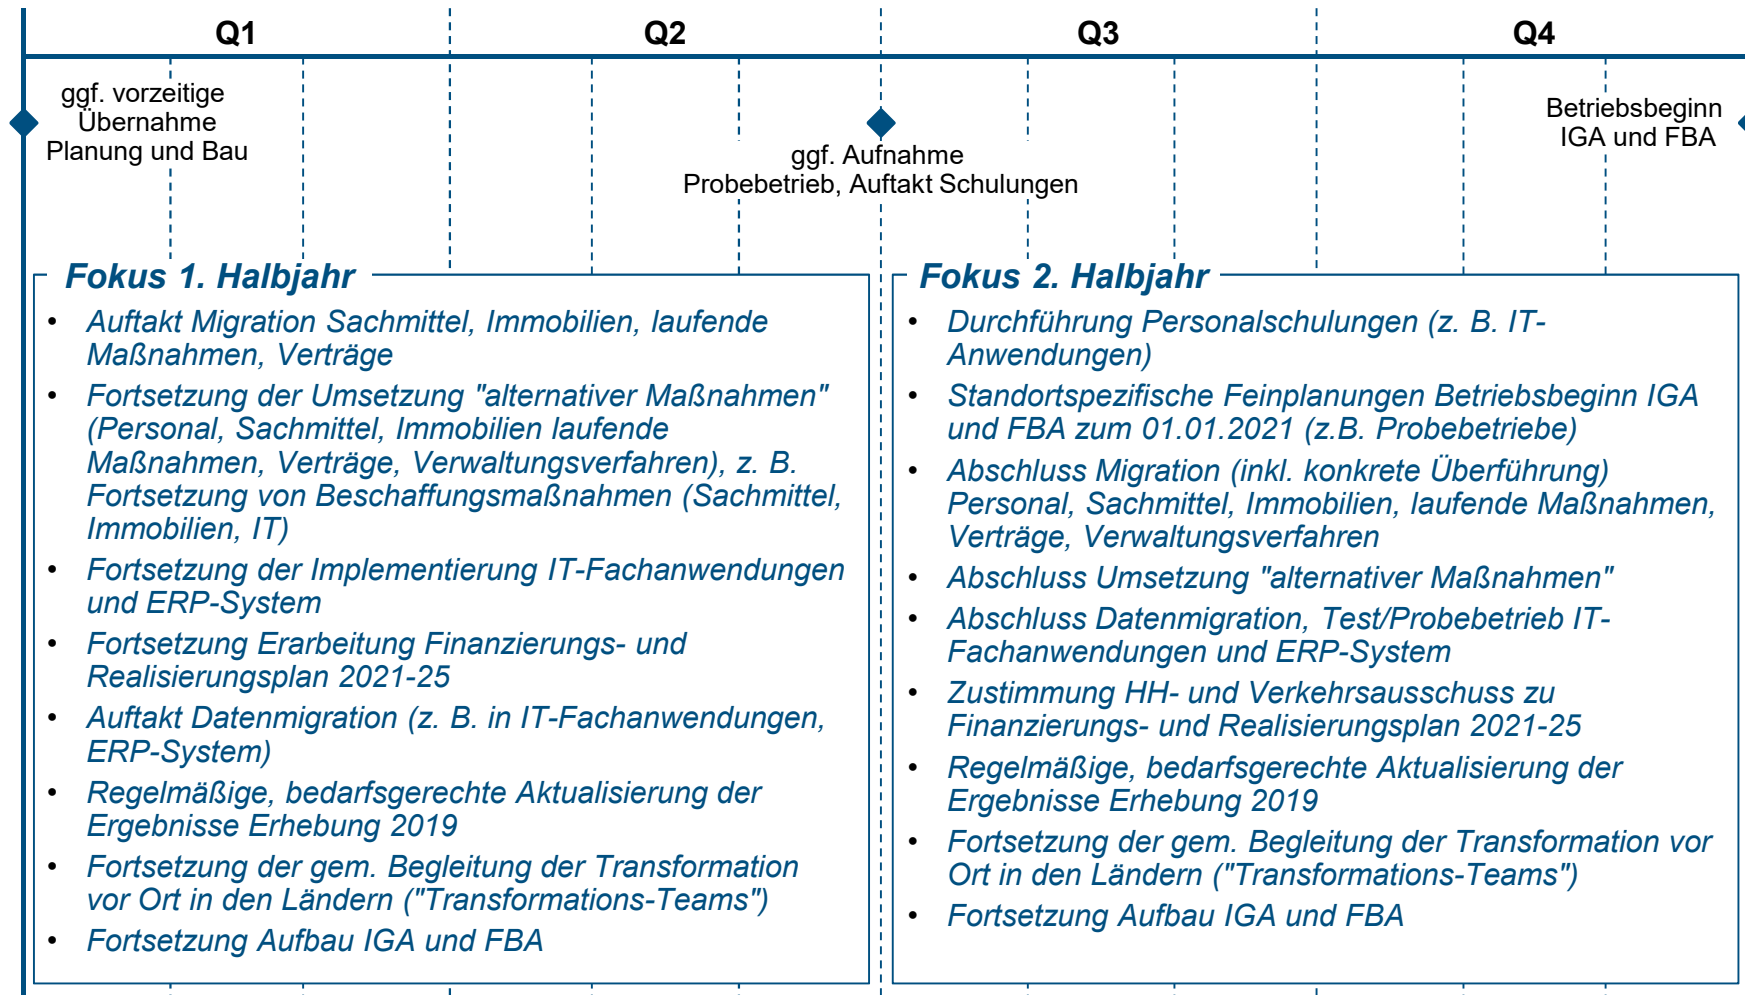 Q1
Q2
Q3
Q4
ggf. vorzeitige
Übernahme
Planung und Bau
ggf. Aufnahme
Probebetrieb, Auftakt Schulungen
Betriebsbeginn
IGA und FBA
Fokus 1. Halbjahr
• Auftakt Migration Sachmittel, Immobilien, laufende
Maßnahmen, Verträge
• Fortsetzung der Umsetzung "alternativer Maßnahmen"
(Personal, Sachmittel, Immobilien laufende
Maßnahmen, Verträge, Verwaltungsverfahren), z. B.
Fortsetzung von Beschaffungsmaßnahmen (Sachmittel,
Immobilien, IT)
• Fortsetzung der Implementierung IT-Fachanwendungen
und ERP-System
• Fortsetzung Erarbeitung Finanzierungs- und
Realisierungsplan 2021-25
• Auftakt Datenmigration (z. B. in IT-Fachanwendungen,
ERP-System)
• Regelmäßige, bedarfsgerechte Aktualisierung der
Ergebnisse Erhebung 2019
• Fortsetzung der gem. Begleitung der Transformation
vor Ort in den Ländern ("Transformations-Teams")
• Fortsetzung Aufbau IGA und FBA
Fokus 2. Halbjahr
• Durchführung Personalschulungen (z. B. IT-
Anwendungen)
• Standortspezifische Feinplanungen Betriebsbeginn IGA
und FBA zum 01.01.2021 (z.B. Probebetriebe)
• Abschluss Migration (inkl. konkrete Überführung)
Personal, Sachmittel, Immobilien, laufende Maßnahmen,
Verträge, Verwaltungsverfahren
• Abschluss Umsetzung "alternativer Maßnahmen"
• Abschluss Datenmigration, Test/Probebetrieb IT-
Fachanwendungen und ERP-System
• Zustimmung HH- und Verkehrsausschuss zu
Finanzierungs- und Realisierungsplan 2021-25
• Regelmäßige, bedarfsgerechte Aktualisierung der
Ergebnisse Erhebung 2019
• Fortsetzung der gem. Begleitung der Transformation vor
Ort in den Ländern ("Transformations-Teams")
• Fortsetzung Aufbau IGA und FBA